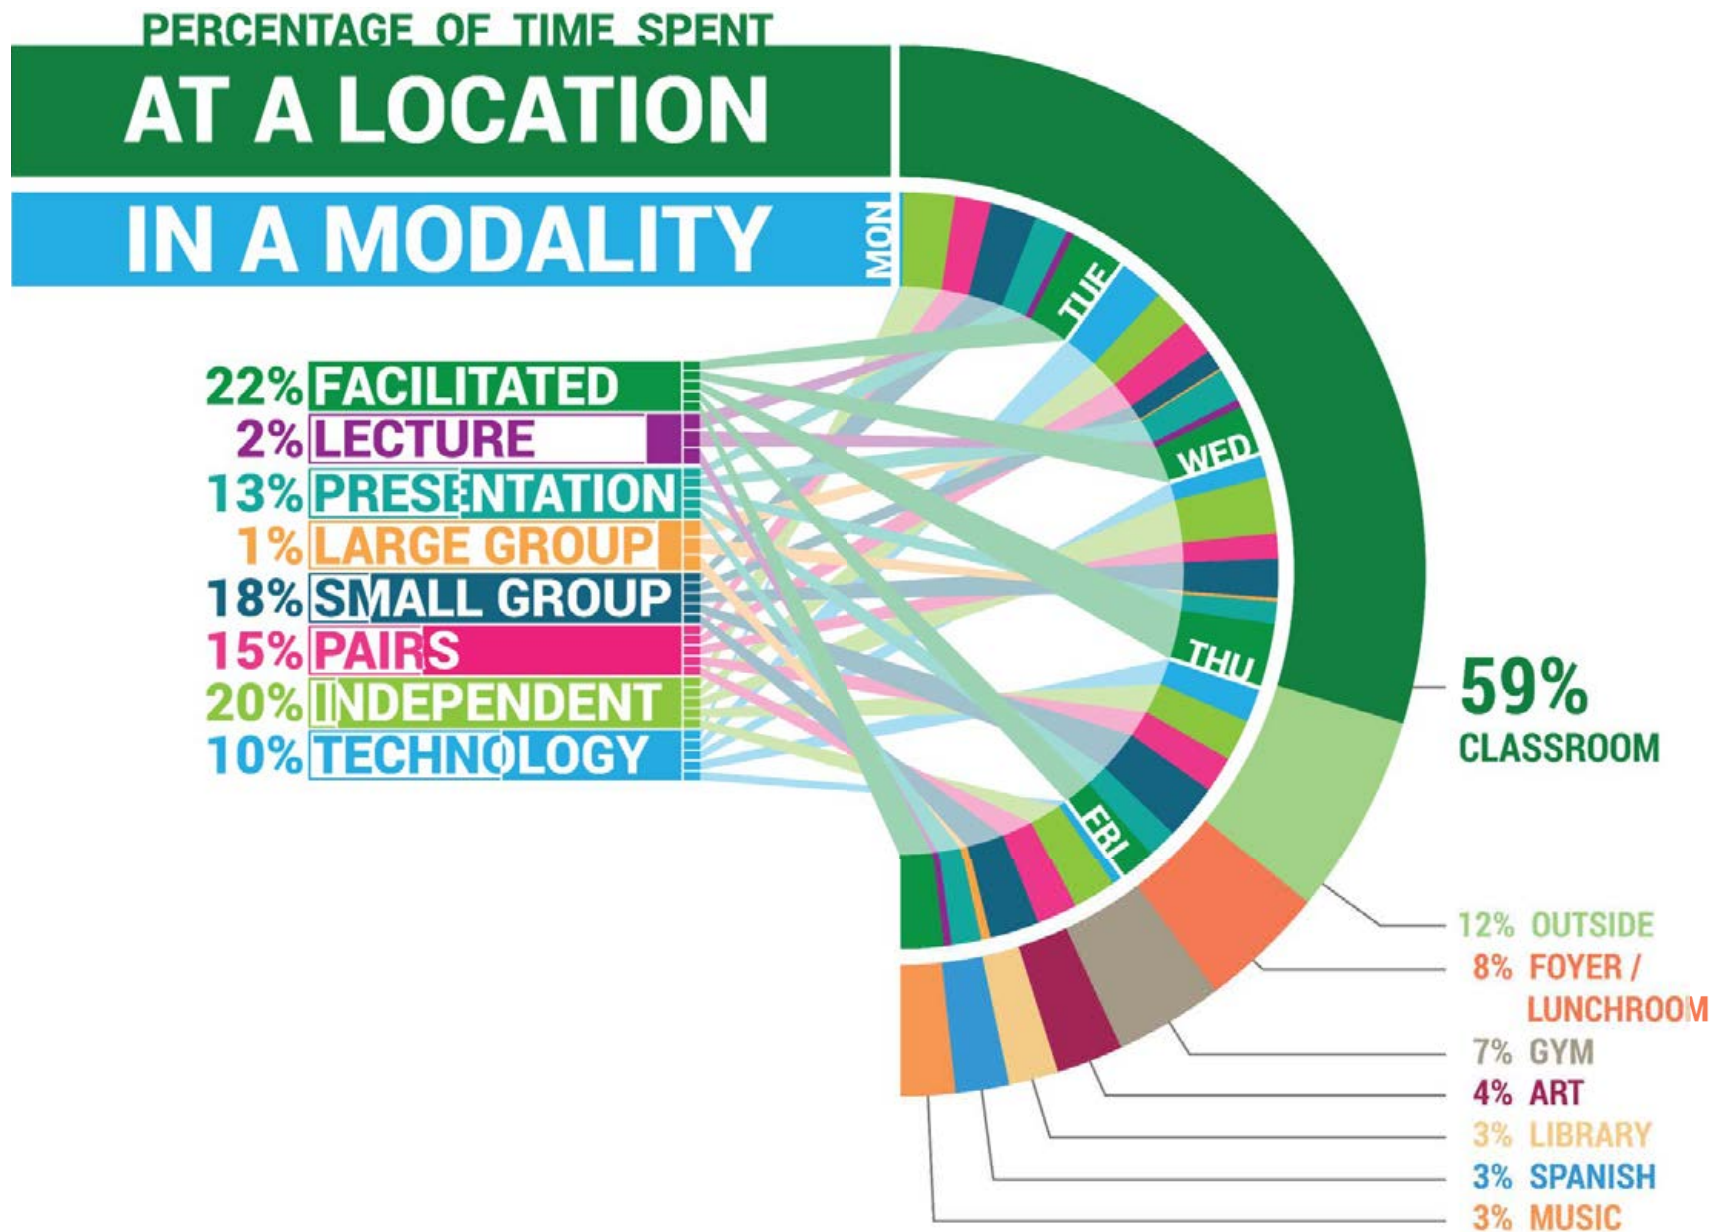 PERCENTAGE OF TIME SPENT
AT A LOCATION
IN A MODALITY
MON
TUE
WED
THU
FRI
22% FACILITATED
2% LECTURE
13% PRESENTATION
1% LARGE GROUP
18% SMALL GROUP
15% PAIRS
20% INDEPENDENT
10% TECHNOLOGY
59%
CLASSROOM
12% OUTSIDE
8% FOYER /
LUNCHROOM
7% GYM
4% ART
3% LIBRARY
3% SPANISH
3% MUSIC